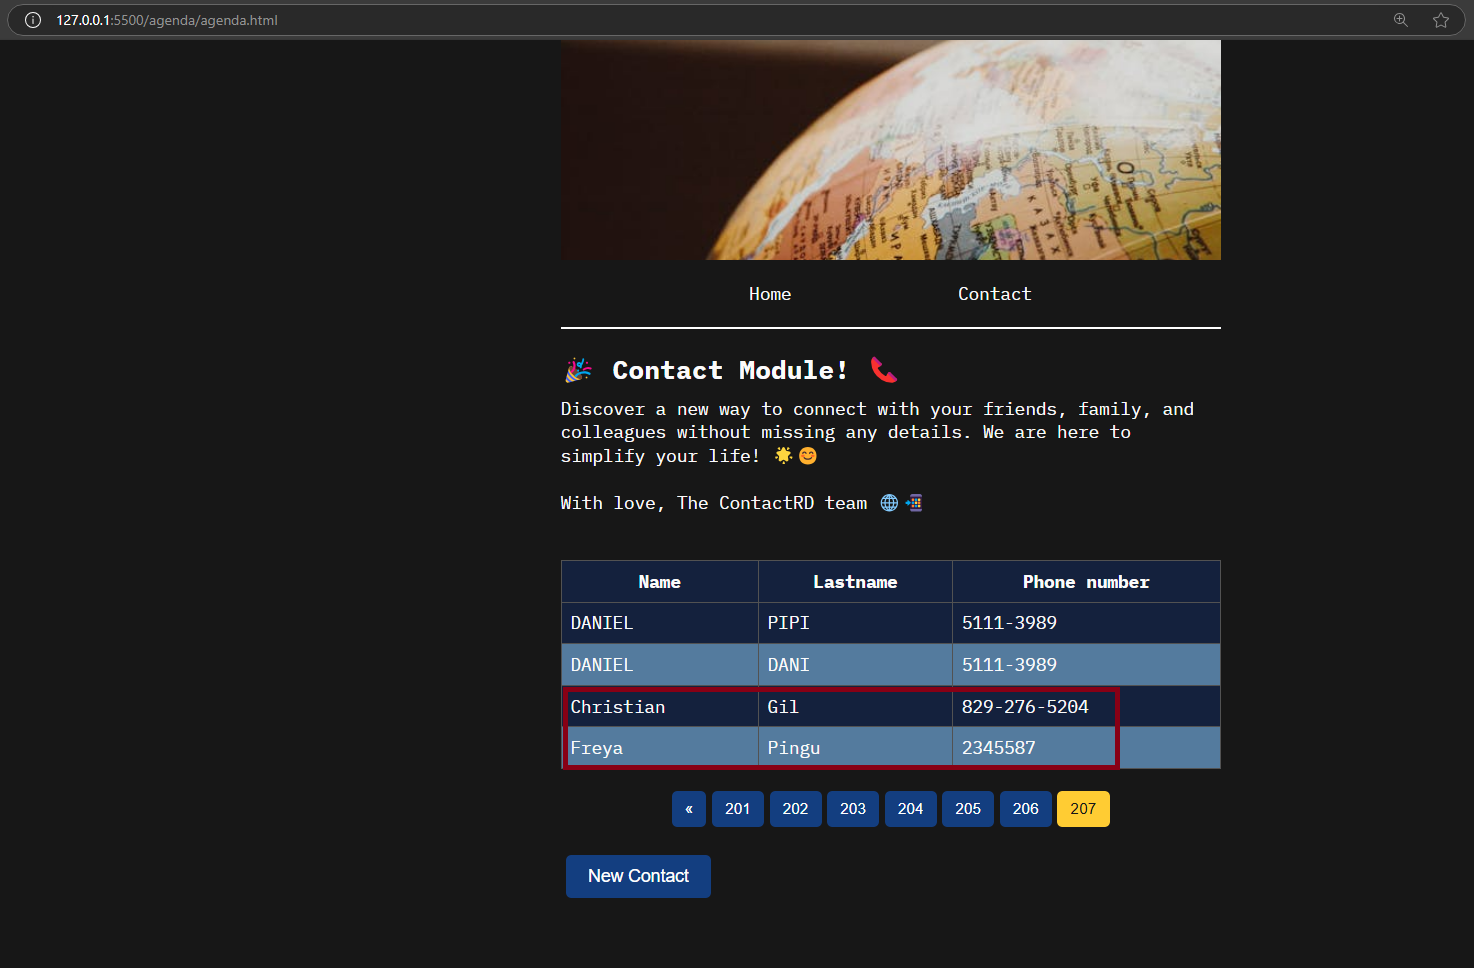 127.0.0.1:5500/agenda/agenda.html
Home Contact
🎉 Contact Module! 📞
Discover a new way to connect with your friends, family, and
colleagues without missing any details. We are here to
simplify your life! 🌟😊
With love, The ContactRD team 🌐📲
Name Lastname Phone number
DANIEL PIPI 5111-3989
DANIEL DANI 5111-3989
Christian Gil 829-276-5204
Freya Pingu 2345587
« 201 202 203 204 205 206 207
New Contact